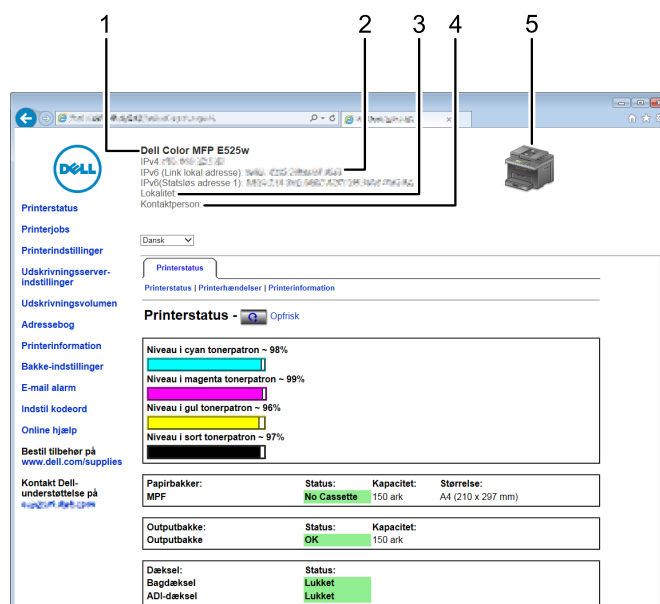 1 2 3 4 5
Dell Color MFP E525w
IPv4:
IPv6 (Link lokal adresse):
IPv6(Statsløs adresse 1):
Lokalitet:
Kontaktperson:
DELL
Printerstatus
Printerjobs
Printerindstillinger
Udskrivningsserver-
indstillinger
Udskrivningsvolumen
Adressebog
Printerinformation
Bakke-indstillinger
E-mail alarm
Indstil kodeord
Online hjælp
Bestil tilbehør på
www.dell.com/supplies
Kontakt Dell-
understøttelse på
Dansk
Printerstatus
Printerstatus | Printerhændelser | Printerinformation
Printerstatus - Opfrisk
Niveau i cyan tonerpatron ~ 98%
Niveau i magenta tonerpatron ~ 99%
Niveau i gul tonerpatron ~ 96%
Niveau i sort tonerpatron ~ 97%
Papirbakker: Status: Kapacitet: Størrelse:
MPF No Cassette 150 ark A4 (210 x 297 mm)
Outputbakke: Status: Kapacitet:
Outputbakke OK 150 ark
Dæksel: Status:
Bagdæksel Lukket
ADI-dæksel Lukket